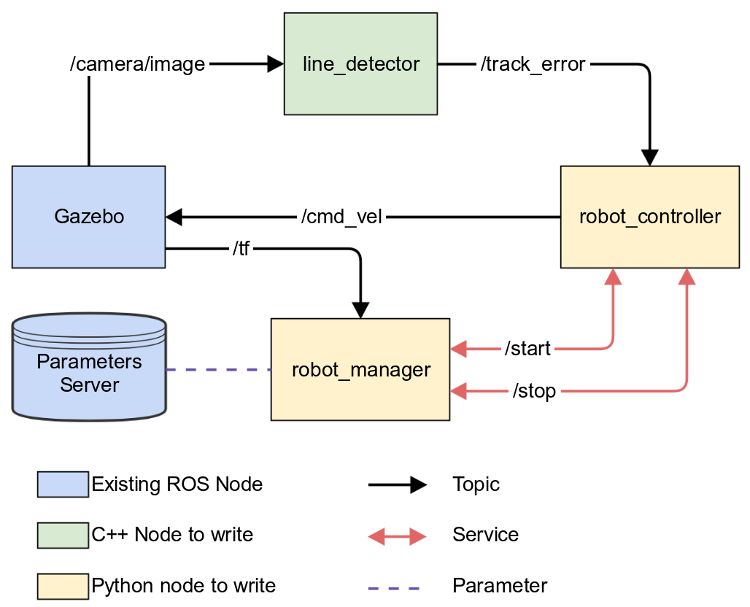 /camera/image
line_detector
/track_error
Gazebo
/cmd_vel
robot_controller
/tf
Parameters
Server
robot_manager
/start
/stop
Existing ROS Node
Topic
C++ Node to write
Service
Python node to write
Parameter